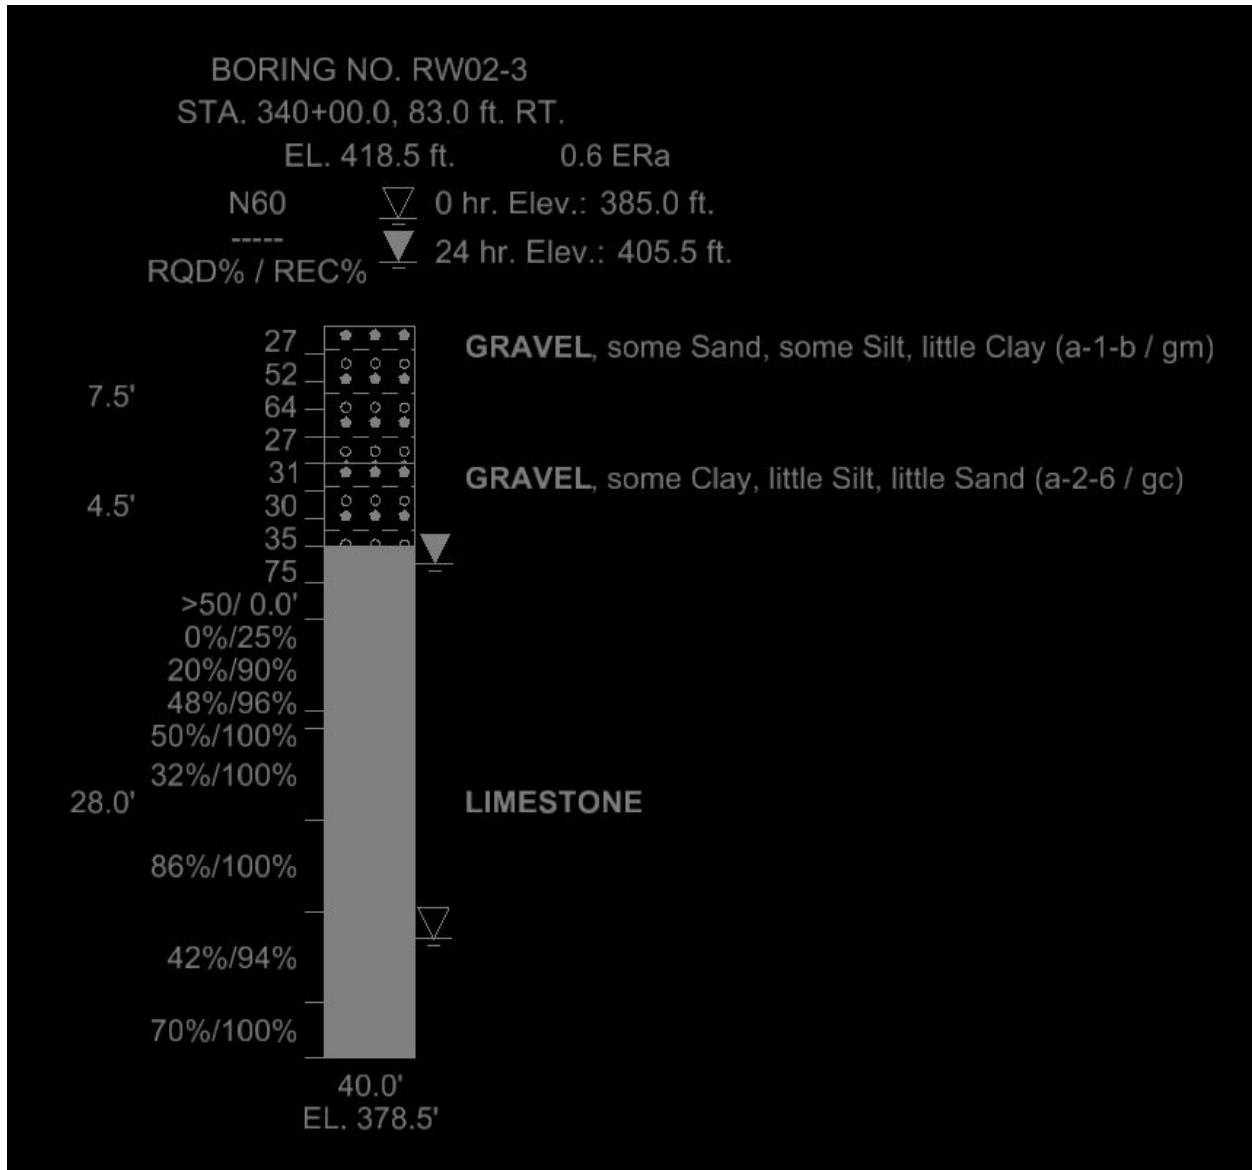 BORING NO. RW02-3
STA. 340+00.0, 83.0 ft. RT.
EL. 418.5 ft. 0.6 ERa
N60 0 hr. Elev.: 385.0 ft.
-----
24 hr. Elev.: 405.5 ft.
RQD% / REC%
27 GRAVEL, some Sand, some Silt, little Clay (a-1-b / gm)
52
7.5'
64
27
31 GRAVEL, some Clay, little Silt, little Sand (a-2-6 / gc)
4.5' 30
35
75
>50/ 0.0'
0%/25%
20%/90%
48%/96%
50%/100%
32%/100%
28.0' LIMESTONE
86%/100%
42%/94%
70%/100%
40.0'
EL. 378.5'